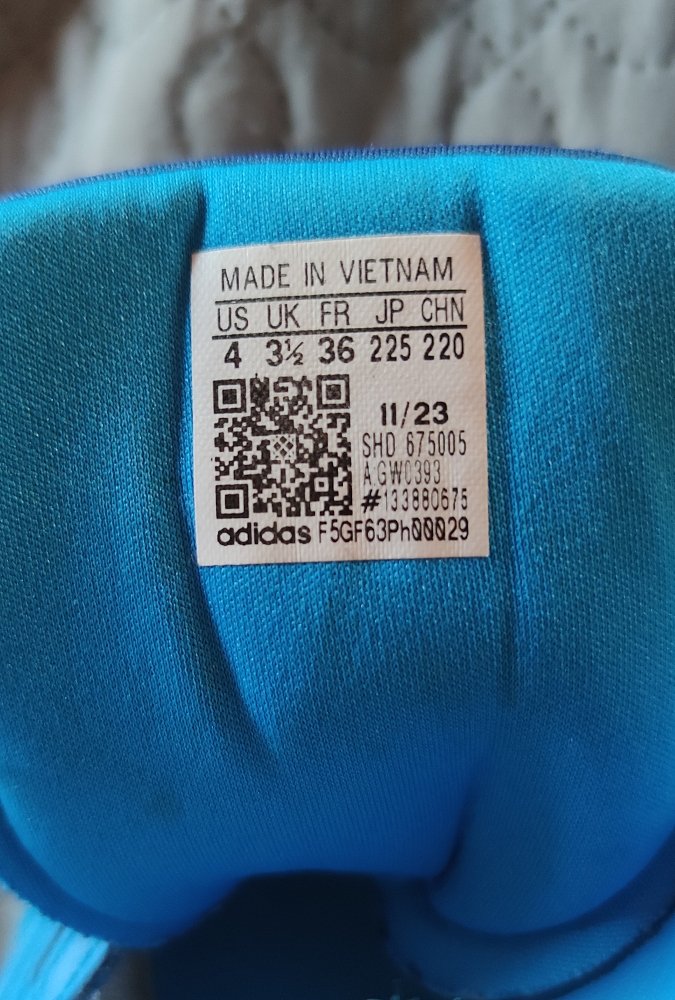 MADE IN VIETNAM
US UK FR JP CHN
4 3½ 36 225 220
11/23
SHD 675005
A.GW0393
#133880675
adidas F5GF63Ph00029